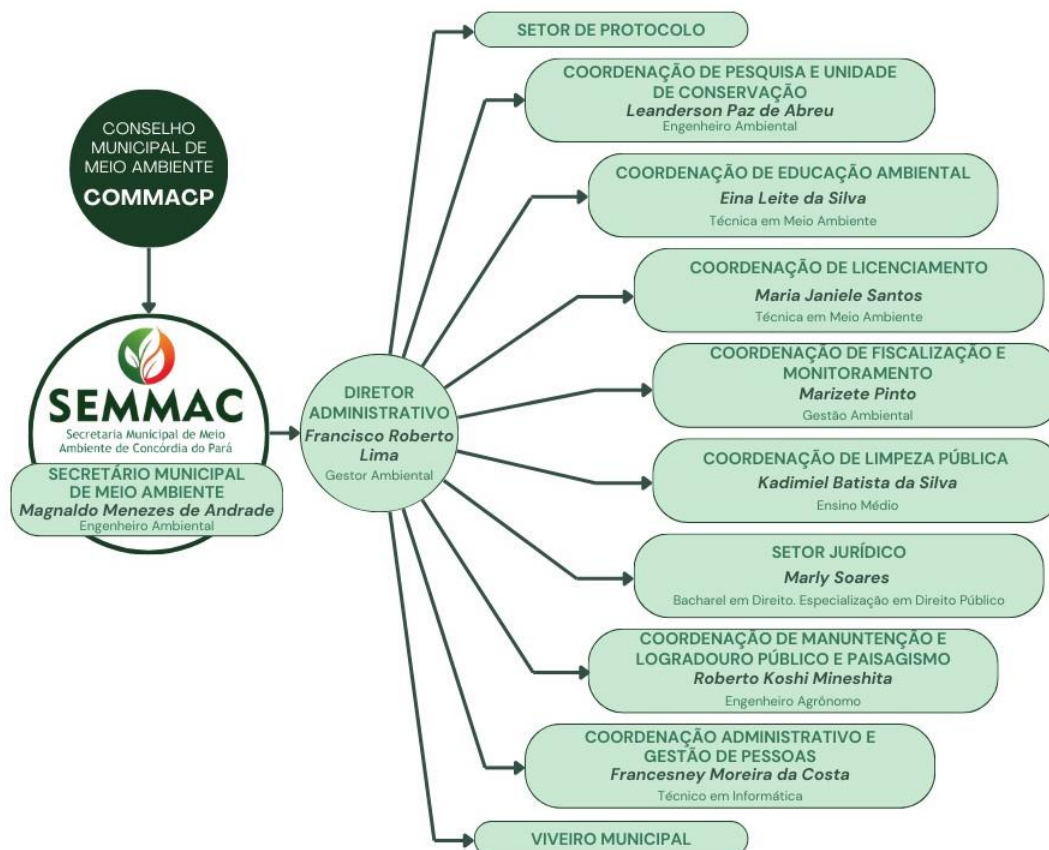 CONSELHO
MUNICIPAL DE
MEIO AMBIENTE
COMMACP
SEMMAC
Secretaria Municipal de Meio
Ambiente de Concórdia do Pará
SECRETÁRIO MUNICIPAL
DE MEIO AMBIENTE
Magnaldo Menezes de Andrade
Engenheiro Ambiental
DIRETOR
ADMINISTRATIVO
Francisco Roberto
Lima
Gestor Ambiental
SETOR DE PROTOCOLO
COORDENAÇÃO DE PESQUISA E UNIDADE
DE CONSERVAÇÃO
Leanderson Paz de Abreu
Engenheiro Ambiental
COORDENAÇÃO DE EDUCAÇÃO AMBIENTAL
Eina Leite da Silva
Técnica em Meio Ambiente
COORDENAÇÃO DE LICENCIAMENTO
Maria Janiele Santos
Técnica em Meio Ambiente
COORDENAÇÃO DE FISCALIZAÇÃO E
MONITORAMENTO
Marizete Pinto
Gestão Ambiental
COORDENAÇÃO DE LIMPEZA PÚBLICA
Kadimiel Batista da Silva
Ensino Médio
SETOR JURÍDICO
Marly Soares
Bacharel em Direito. Especialização em Direito Público
COORDENAÇÃO DE MANUNTENÇÃO E
LOGRADOURO PÚBLICO E PAISAGISMO
Roberto Koshi Mineshita
Engenheiro Agrônomo
COORDENAÇÃO ADMINISTRATIVO E
GESTÃO DE PESSOAS
Francesney Moreira da Costa
Técnico em Informática
VIVEIRO MUNICIPAL